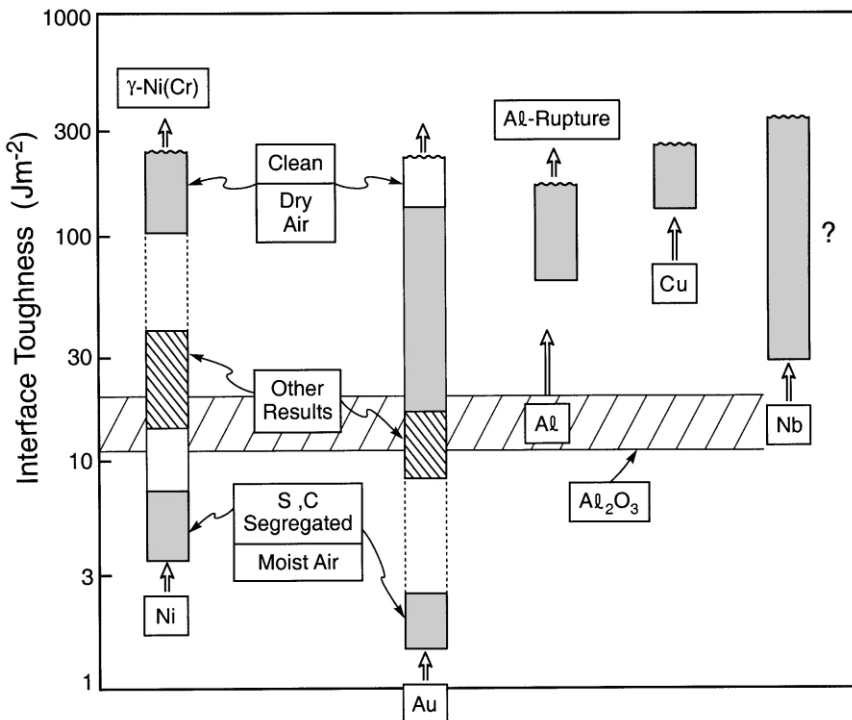 1000
300
100
30
10
3
1
Interface Toughness (Jm⁻²)
γ-Ni(Cr)
Clean
Dry
Air
Aℓ-Rupture
Cu
?
Other
Results
Aℓ
Nb
Aℓ₂O₃
S ,C
Segregated
Moist Air
Ni
Au